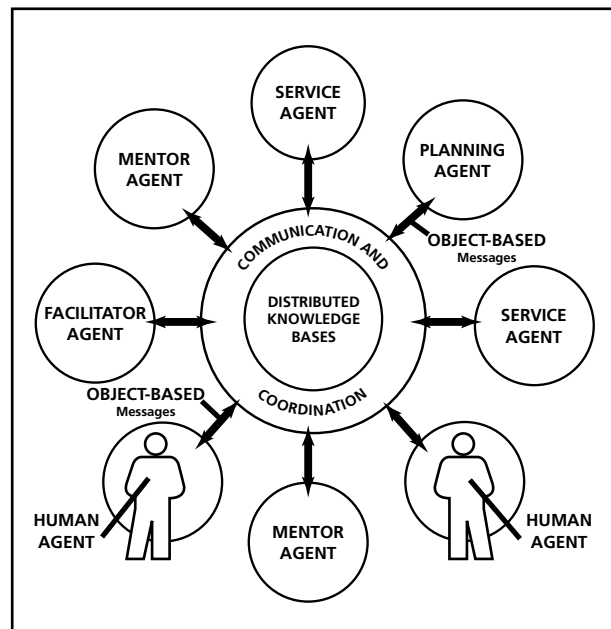 SERVICE
AGENT
MENTOR
AGENT
PLANNING
AGENT
COMMUNICATION AND
OBJECT-BASED
Messages
DISTRIBUTED
KNOWLEDGE
BASES
FACILITATOR
AGENT
SERVICE
AGENT
COORDINATION
OBJECT-BASED
Messages
HUMAN
AGENT
MENTOR
AGENT
HUMAN
AGENT